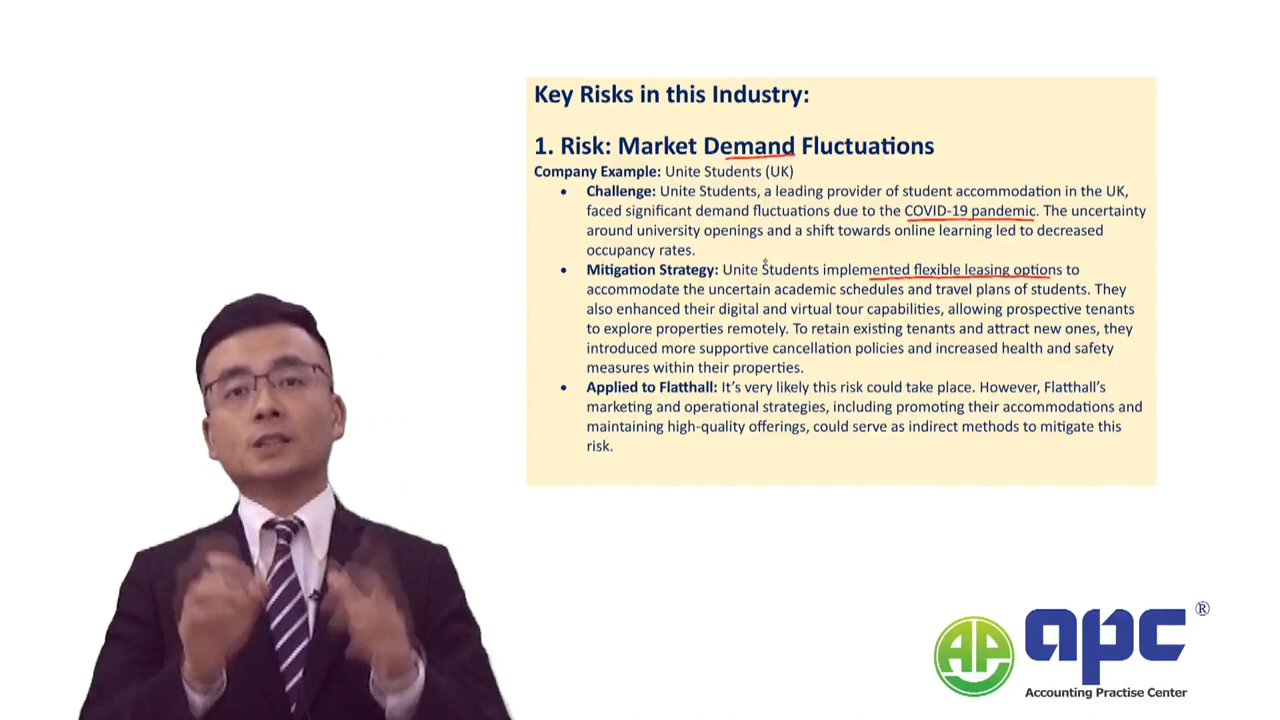 Key Risks in this Industry:
1. Risk: Market Demand Fluctuations
Company Example: Unite Students (UK)
• Challenge: Unite Students, a leading provider of student accommodation in the UK,
faced significant demand fluctuations due to the COVID-19 pandemic. The uncertainty
around university openings and a shift towards online learning led to decreased
occupancy rates.
• Mitigation Strategy: Unite Students implemented flexible leasing options to
accommodate the uncertain academic schedules and travel plans of students. They
also enhanced their digital and virtual tour capabilities, allowing prospective tenants
to explore properties remotely. To retain existing tenants and attract new ones, they
introduced more supportive cancellation policies and increased health and safety
measures within their properties.
• Applied to Flatthall: It’s very likely this risk could take place. However, Flatthall’s
marketing and operational strategies, including promoting their accommodations and
maintaining high-quality offerings, could serve as indirect methods to mitigate this
risk.
APC apc ®
Accounting Practise Center